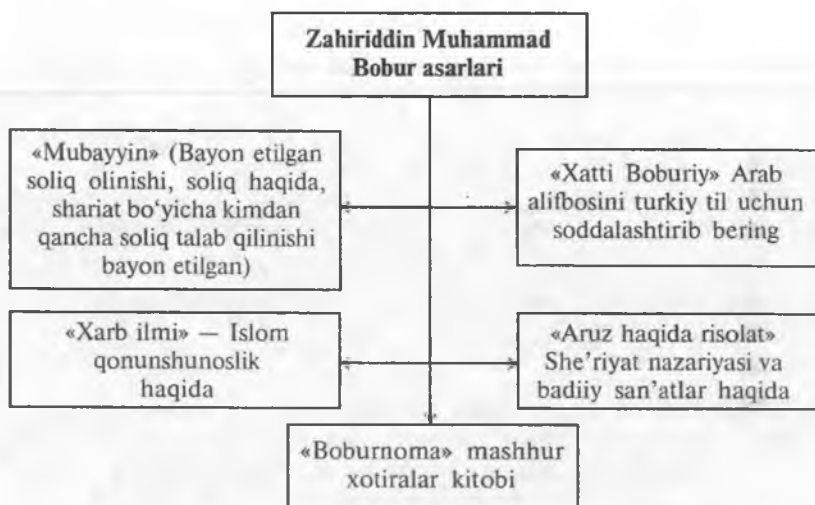 Zahiriddin Muhammad
Bobur asarlari
«Mubayyin» (Bayon etilgan
soliq olinishi, soliq haqida,
shariat bo‘yicha kimdan
qancha soliq talab qilinishi
bayon etilgan)
«Xatti Boburiy» Arab
alifbosini turkiy til uchun
soddalashtirib bering
«Xarb ilmi» — Islom
qonunshunoslik
haqida
«Aruz haqida risolat»
She’riyat nazariyasi va
badiiy san’atlar haqida
«Boburnoma» mashhur
xotiralar kitobi